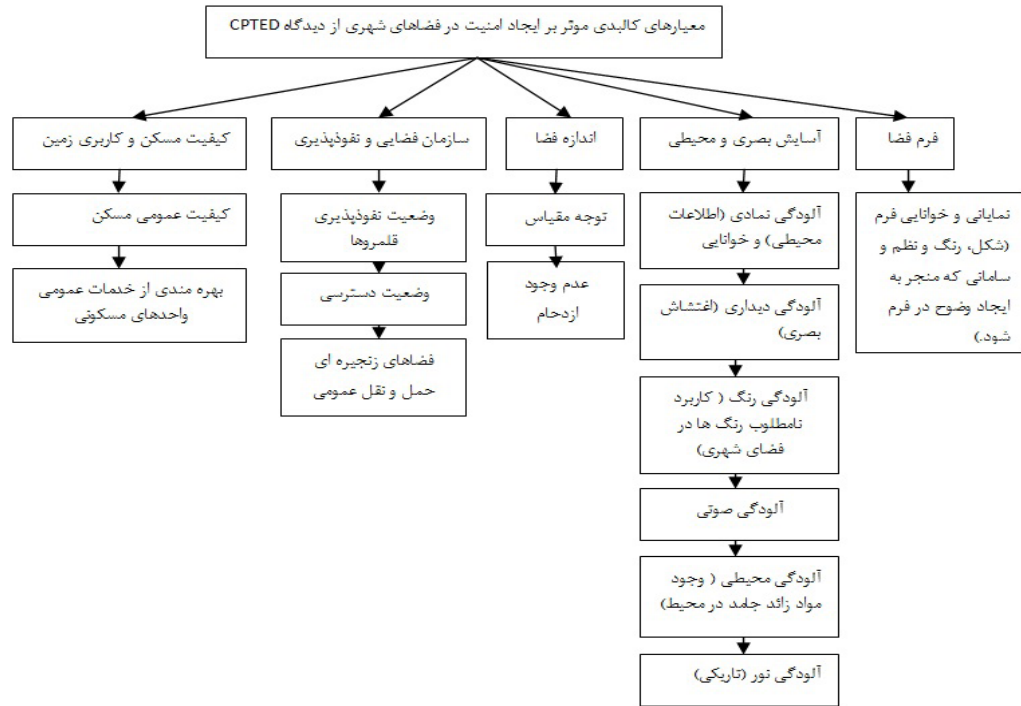 معیارهای کالبدی موثر بر ایجاد امنیت در فضاهای شهری از دیدگاه CPTED
فرم فضا
نمایانی و خوانایی فرم
(شکل، رنگ و نظم و
سامانی که منجر به
ایجاد وضوح در فرم
شود.)
آسایش بصری و محیطی
آلودگی نمادی (اطلاعات
محیطی) و خوانایی
آلودگی دیداری (اغتشاش
بصری)
آلودگی رنگ ( کاربرد
نامطلوب رنگ ها در
فضای شهری)
آلودگی صوتی
آلودگی محیطی ( وجود
مواد زائد جامد در محیط)
آلودگی نور (تاریکی)
اندازه فضا
توجه مقیاس
عدم وجود
ازدحام
سازمان فضایی و نفوذپذیری
وضعیت نفوذپذیری
قلمروها
وضعیت دسترسی
فضاهای زنجیره ای
حمل و نقل عمومی
کیفیت مسکن و کاربری زمین
کیفیت عمومی مسکن
بهره مندی از خدمات عمومی
واحدهای مسکونی